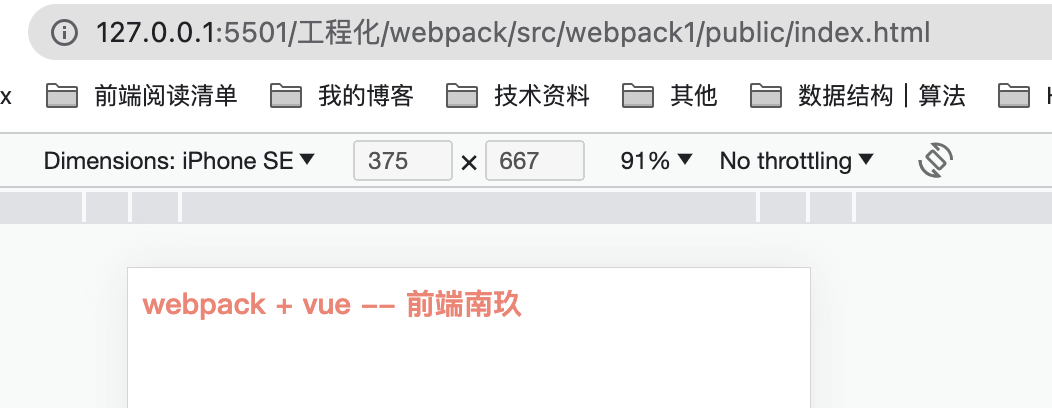 127.0.0.1:5501/工程化/webpack/src/webpack1/public/index.html
x 前端阅读清单 我的博客 技术资料 其他 数据结构｜算法
Dimensions: iPhone SE 375 × 667 91% No throttling
webpack + vue -- 前端南玖